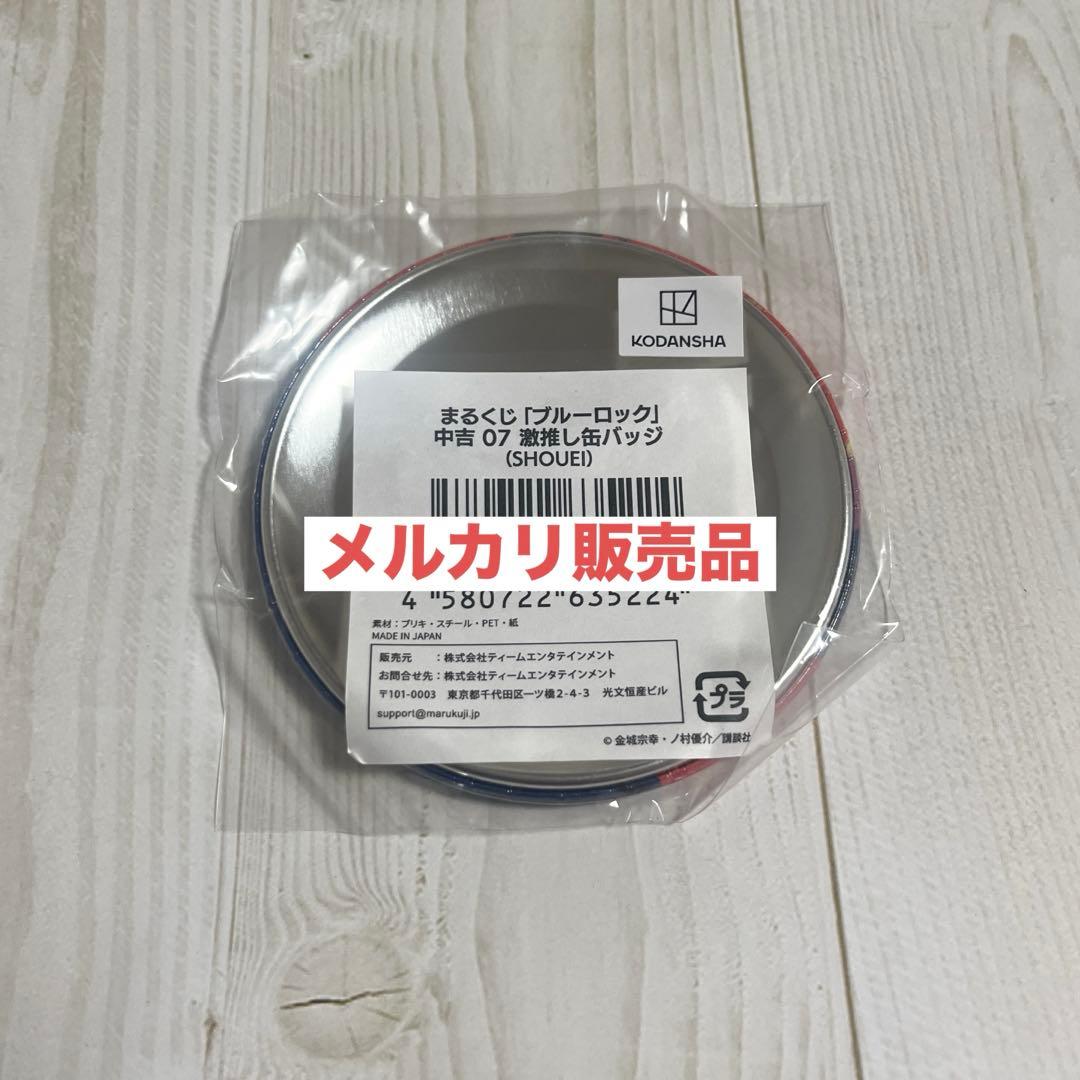 KODANSHA
まるくじ「ブルーロック」
中吉 07 激推し缶バッジ
(SHOUEI)
メルカリ販売品
4 "580722"635224"
素材：ブリキ・スチール・PET・紙
MADE IN JAPAN
販売元　：株式会社ティームエンタテインメント
お問合せ先：株式会社ティームエンタテインメント
〒101-0003　東京都千代田区一ツ橋2-4-3　光文恒産ビル
support@marukuji.jp
プラ
© 金城宗幸・ノ村優介／講談社